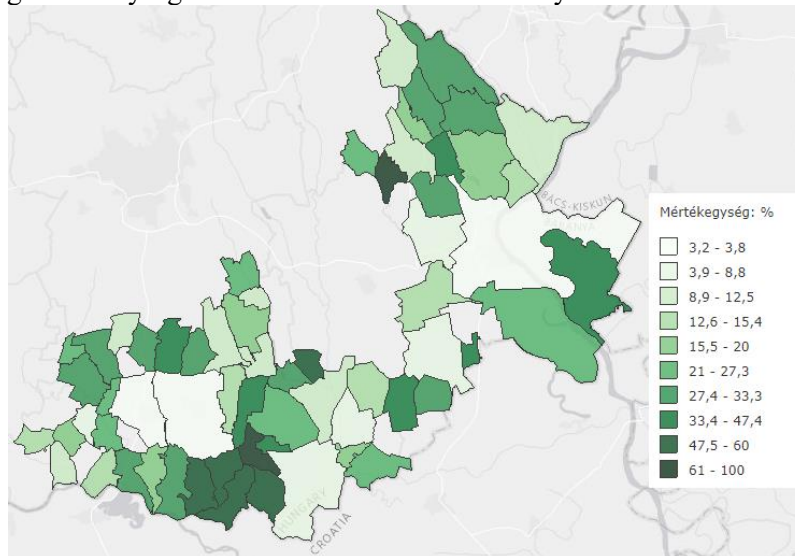 BÁCS-KISKUN
Mértékegység: %
3,2 - 3,8
3,9 - 8,8
8,9 - 12,5
12,6 - 15,4
15,5 - 20
21 - 27,3
27,4 - 33,3
33,4 - 47,4
47,5 - 60
61 - 100
HUNGARY
CROATIA